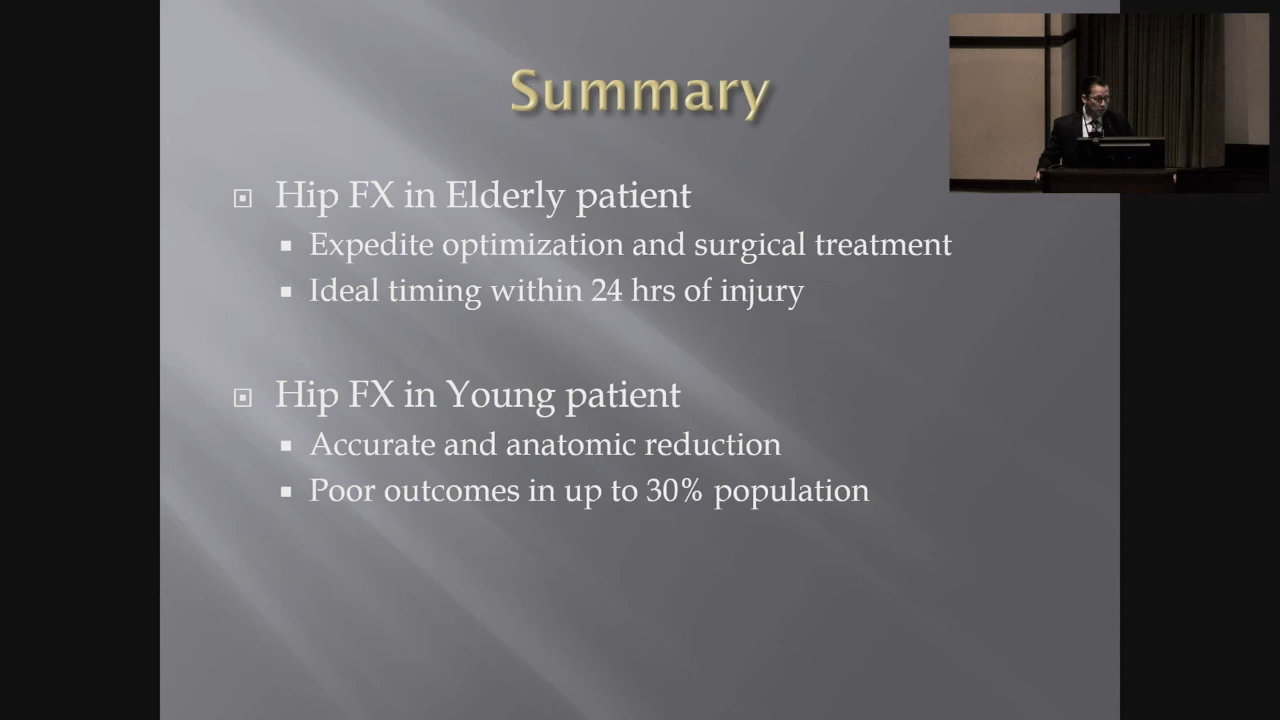 Summary
Hip FX in Elderly patient
Expedite optimization and surgical treatment
Ideal timing within 24 hrs of injury
Hip FX in Young patient
Accurate and anatomic reduction
Poor outcomes in up to 30% population